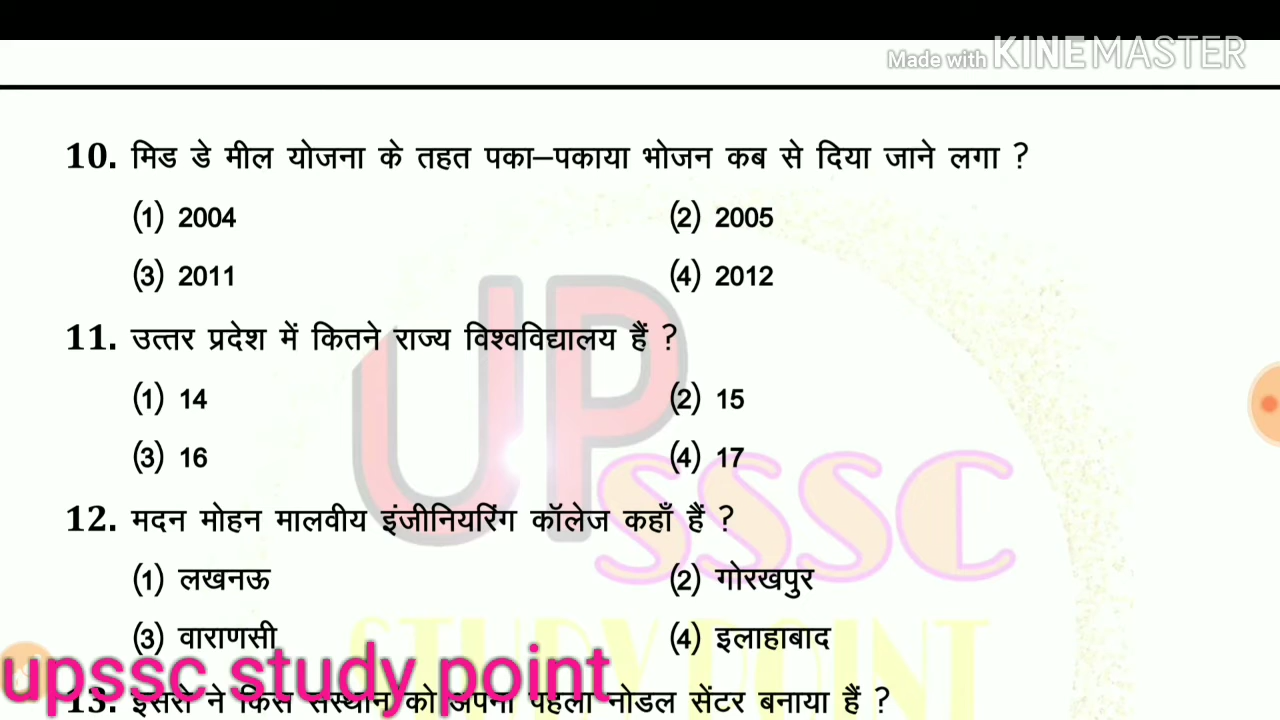 Made with KINEMASTER
10. मिड डे मील योजना के तहत पका–पकाया भोजन कब से दिया जाने लगा ?
(1) 2004 (2) 2005
(3) 2011 (4) 2012
11. उत्तर प्रदेश में कितने राज्य विश्वविद्यालय हैं ?
(1) 14 (2) 15
(3) 16 (4) 17
12. मदन मोहन मालवीय इंजीनियरिंग कॉलेज कहाँ हैं ?
(1) लखनऊ (2) गोरखपुर
(3) वाराणसी (4) इलाहाबाद
UPSSSC
STUDY POINT
upssc study point
13. इसरो ने किस संस्थान को अपना पहला नोडल सेंटर बनाया हैं ?